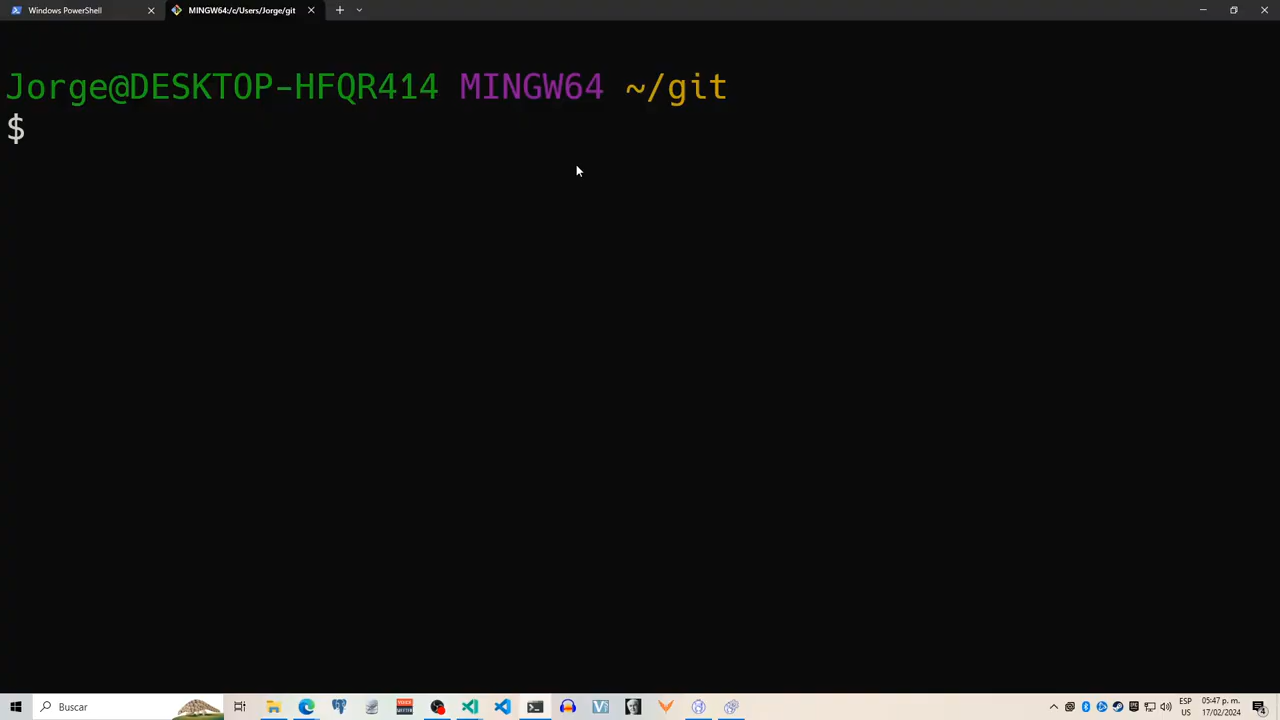 Windows PowerShell
MINGW64:/c/Users/Jorge/git
Jorge@DESKTOP-HFQR414 MINGW64 ~/git
$
Buscar
ESP
US
05:47 p. m.
17/02/2024